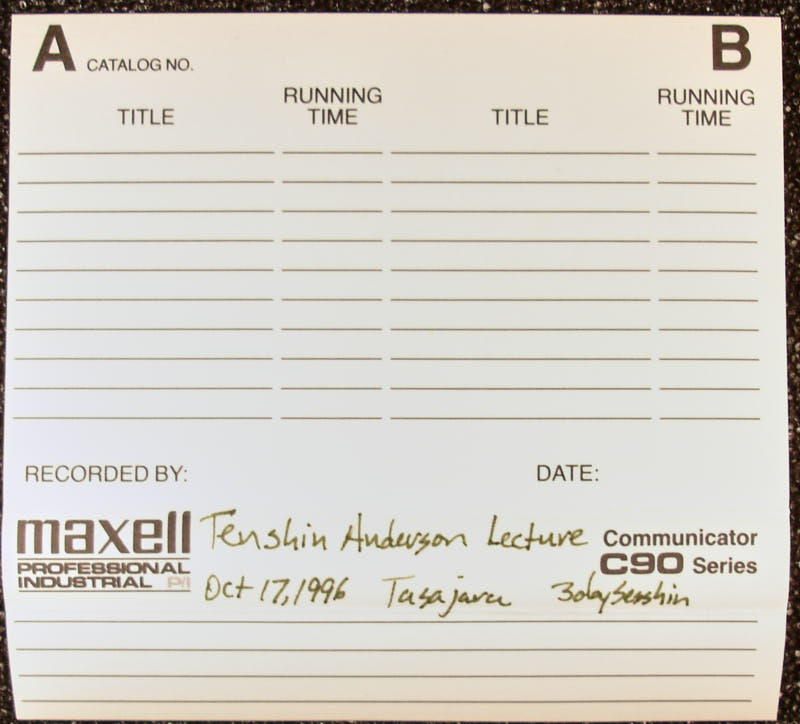 A CATALOG NO. B
TITLE RUNNING TIME TITLE RUNNING TIME
RECORDED BY: DATE:
maxell Tenshin Anderson Lecture Communicator
PROFESSIONAL C90 Series
INDUSTRIAL P/I Oct 17, 1996 Tasajara 3 day Sesshin